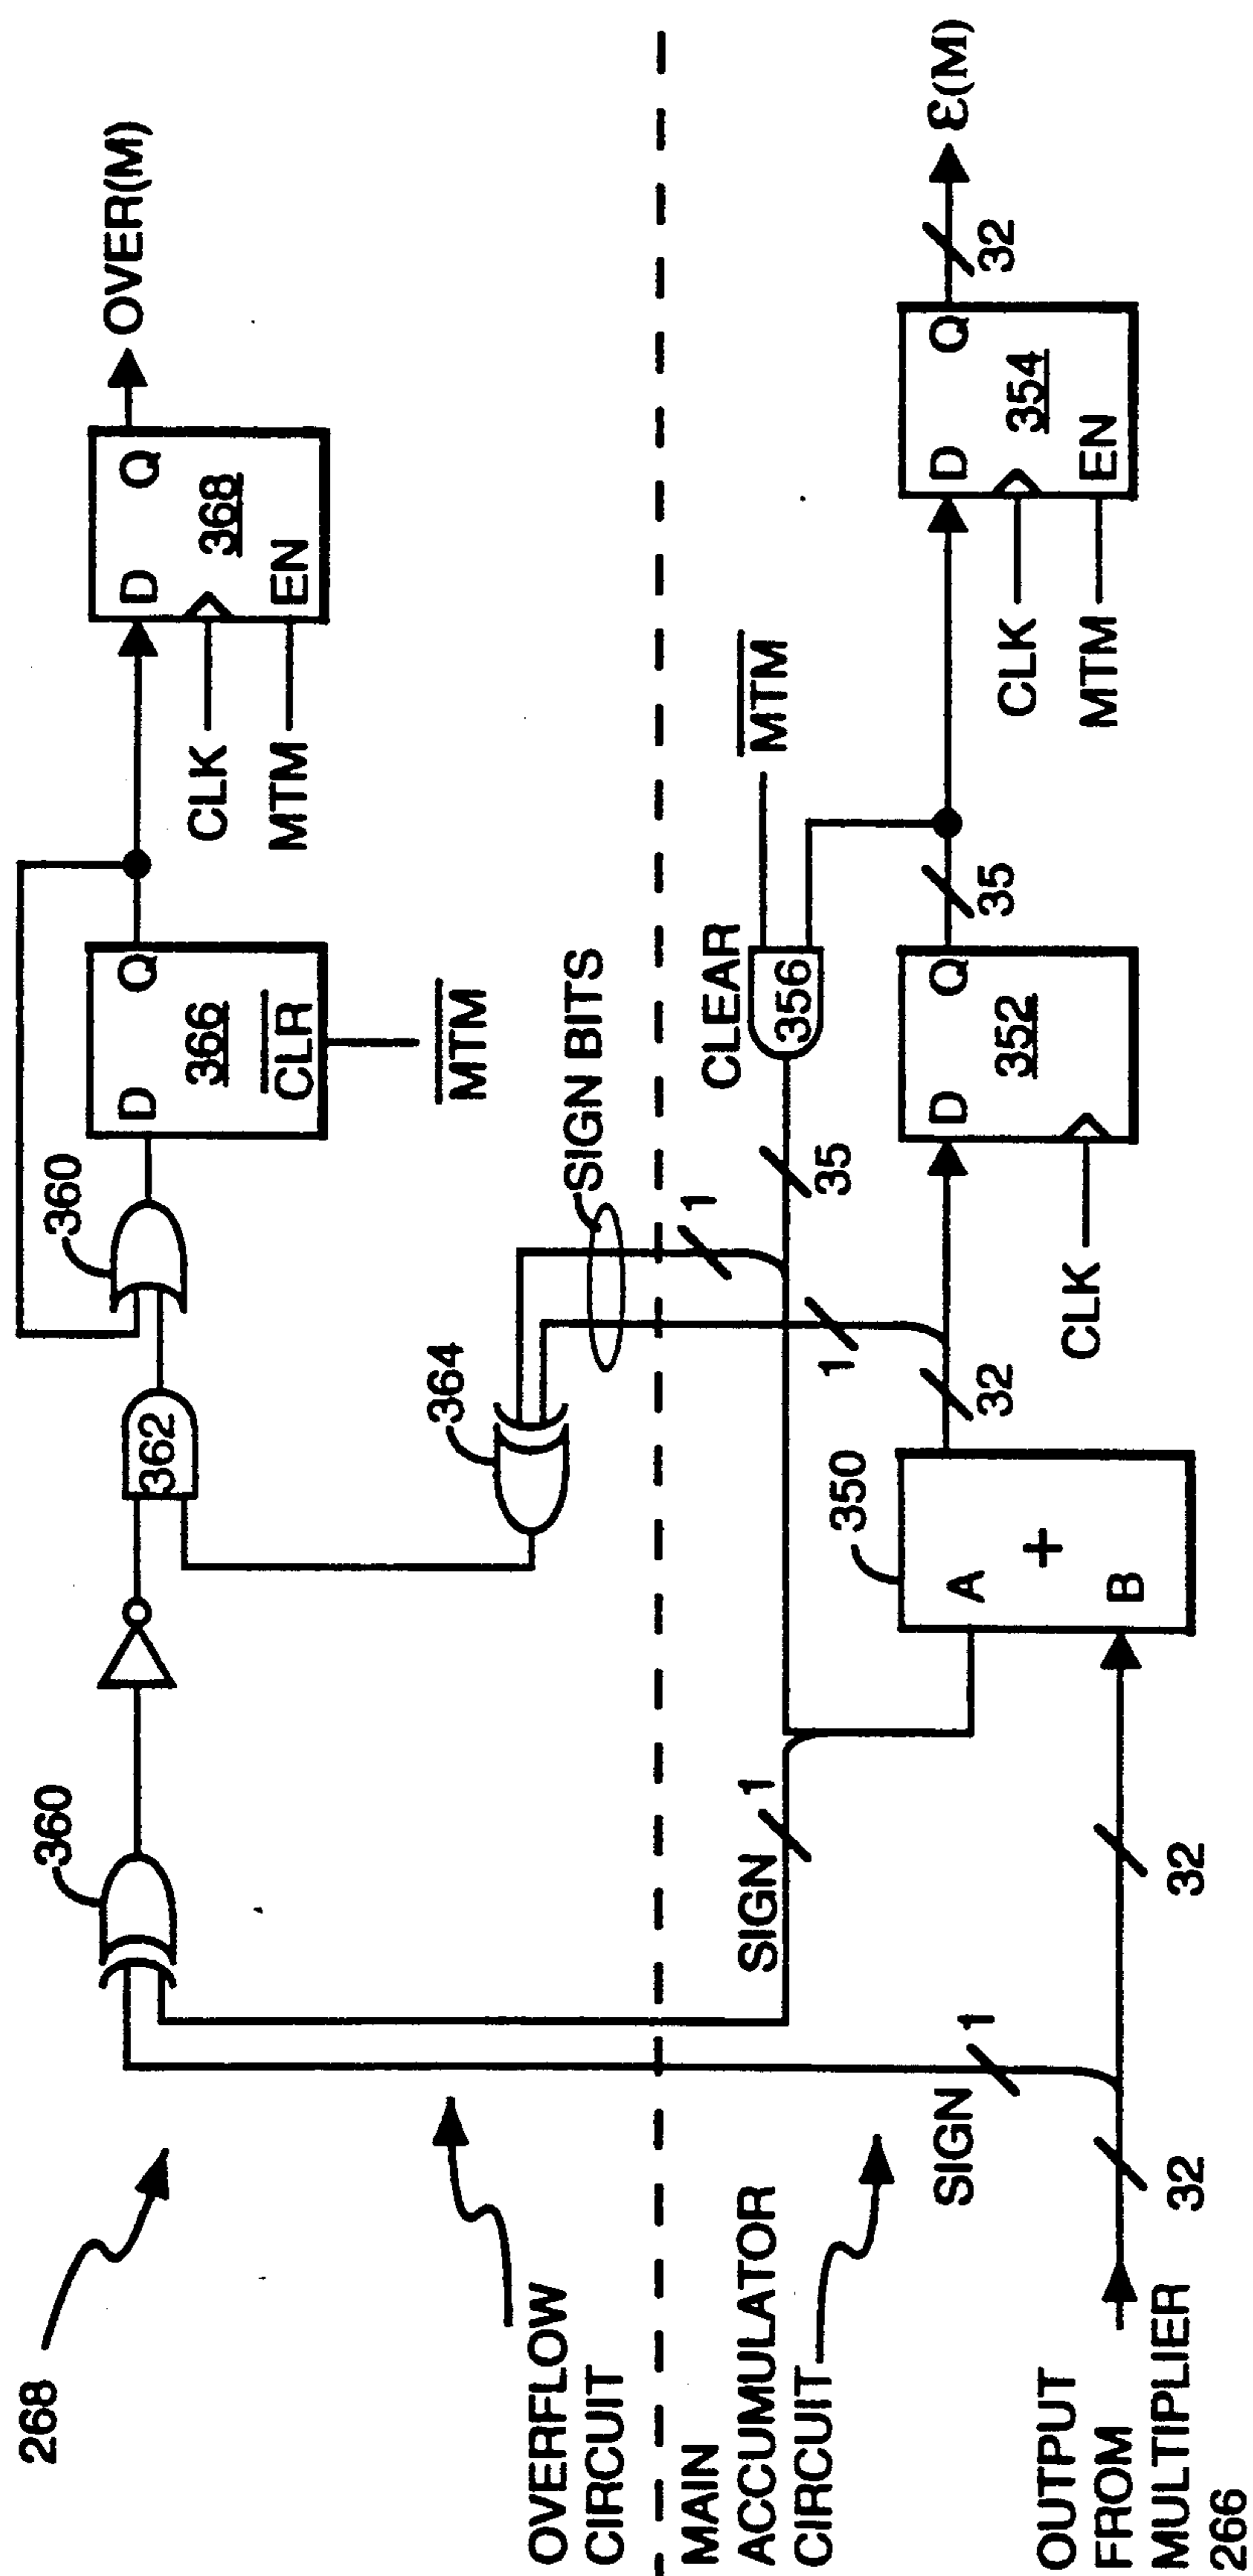 268
OVERFLOW
CIRCUIT
360
362
364
360
SIGN BITS
D
Q
366
CLR
MTM
D
Q
368
EN
CLK
MTM
OVER(M)
MAIN
ACCUMULATOR
CIRCUIT
OUTPUT
FROM
MULTIPLIER
266
32
SIGN
1
32
SIGN
1
350
A
+
B
32
1
1
35
CLEAR
356
MTM
D
Q
352
CLK
35
D
Q
354
EN
CLK
MTM
32
ε(M)